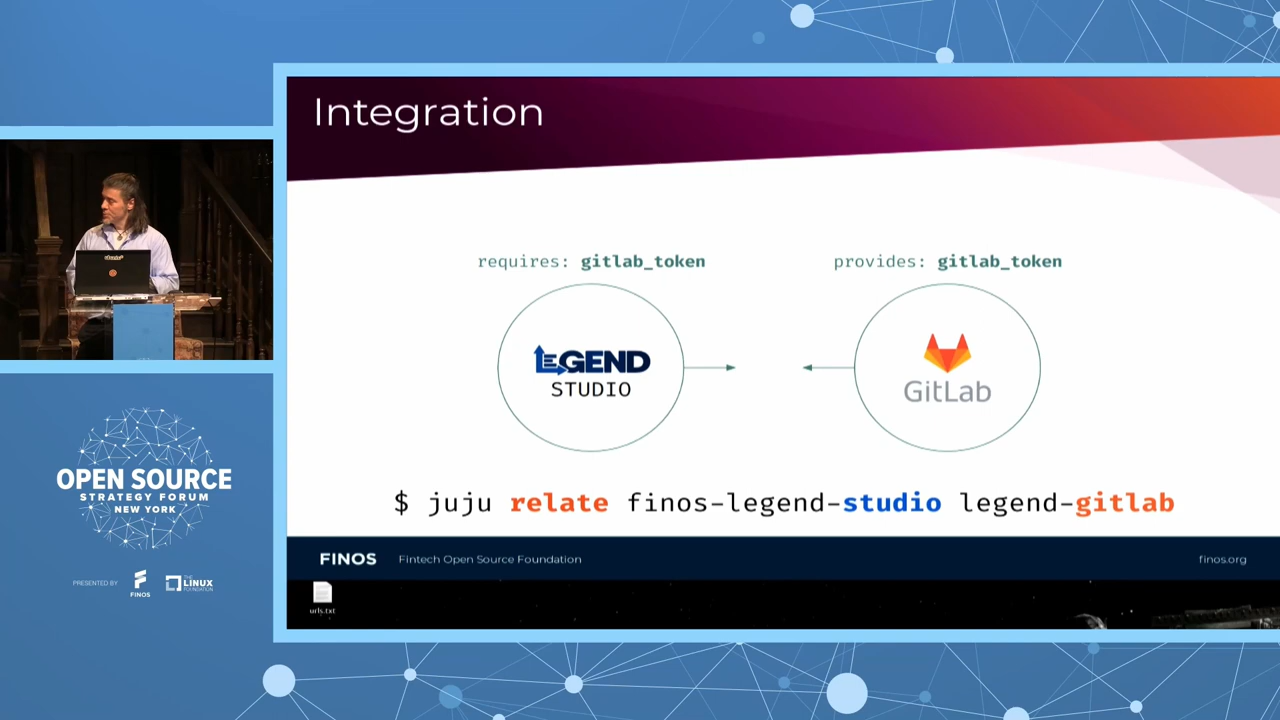 Integration
requires: gitlab_token
provides: gitlab_token
LEGEND
STUDIO
GitLab
$ juju relate finos-legend-studio legend-gitlab
FINOS
Fintech Open Source Foundation
finos.org
urls.txt
OPEN SOURCE
STRATEGY FORUM
NEW YORK
PRESENTED BY
FINOS
THE
LINUX
FOUNDATION